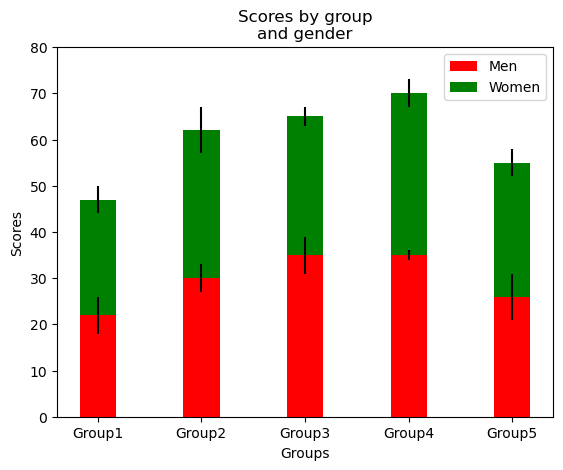 Scores by group
and gender
80
70
60
50
40
30
20
10
0
Scores
Men
Women
Group1 Group2 Group3 Group4 Group5
Groups